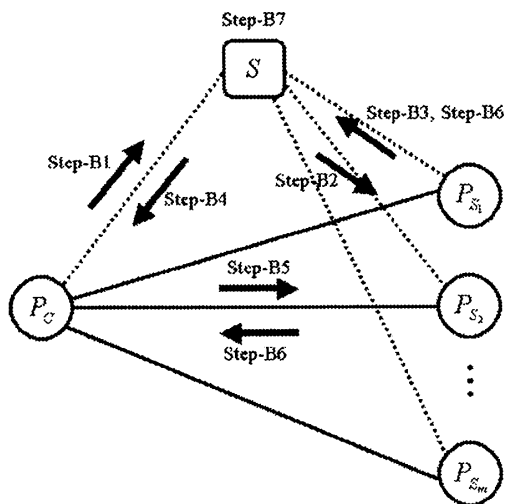 Step-B7
S
Step-B3, Step-B6
Step-B1
Step-B4
Step-B2
P_{S_1}
Step-B5
P_C
P_{S_2}
Step-B6
⋮
P_{S_m}